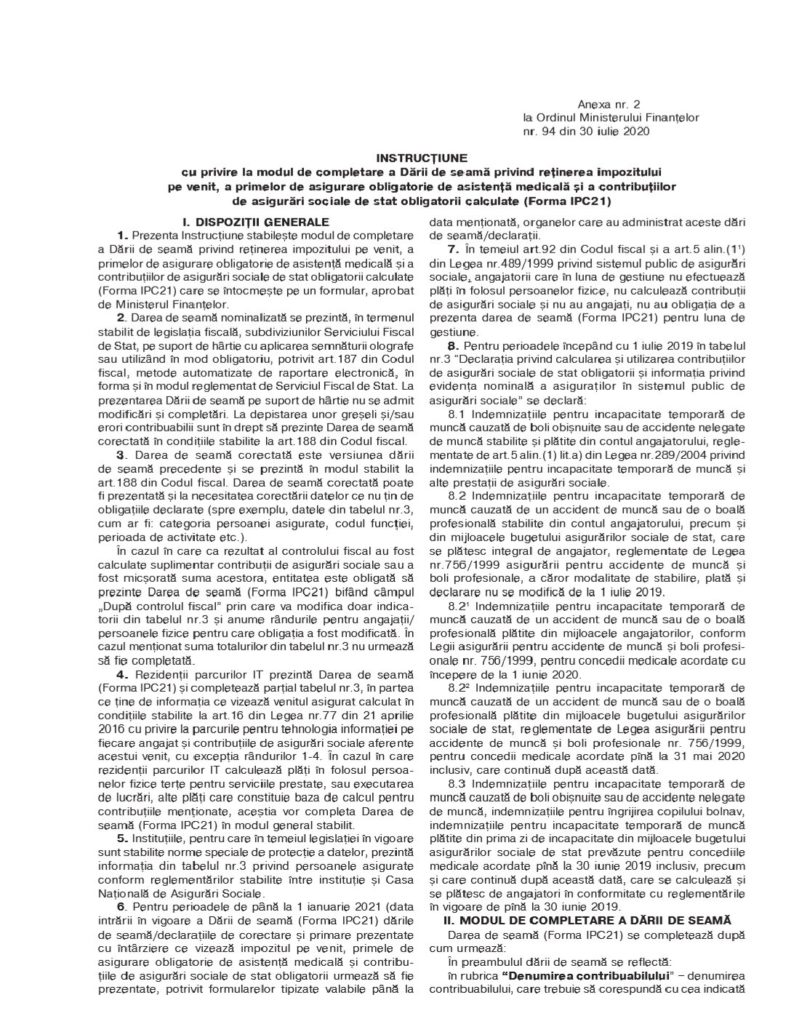 Anexa nr. 2
la Ordinul Ministerului Finanțelor
nr. 94 din 30 iulie 2020
INSTRUCȚIUNE
cu privire la modul de completare a Dării de seamă privind reținerea impozitului
pe venit, a primelor de asigurare obligatorie de asistență medicală și a contribuțiilor
de asigurări sociale de stat obligatorii calculate (Forma IPC21)
I. DISPOZIȚII GENERALE
1. Prezenta Instrucțiune stabilește modul de completare
a Dării de seamă privind reținerea impozitului pe venit, a
primelor de asigurare obligatorie de asistență medicală și a
contribuțiilor de asigurări sociale de stat obligatorii calculate
(Forma IPC21) care se întocmește pe un formular, aprobat
de Ministerul Finanțelor.
2. Darea de seamă nominalizată se prezintă, în termenul
stabilit de legislația fiscală, subdiviziunilor Serviciului Fiscal
de Stat, pe suport de hârtie cu aplicarea semnăturii olografe
sau utilizând în mod obligatoriu, potrivit art.187 din Codul
fiscal, metode automatizate de raportare electronică, în
forma și în modul reglementat de Serviciul Fiscal de Stat. La
prezentarea Dării de seamă pe suport de hârtie nu se admit
modificări și completări. La depistarea unor greșeli și/sau
erori contribuabilii sunt în drept să prezinte Darea de seamă
corectată în condițiile stabilite la art.188 din Codul fiscal.
3. Darea de seamă corectată este versiunea dării
de seamă precedente și se prezintă în modul stabilit la
art.188 din Codul fiscal. Darea de seamă corectată poate
fi prezentată și la necesitatea corectării datelor ce nu țin de
obligațiile declarate (spre exemplu, datele din tabelul nr.3,
cum ar fi: categoria persoanei asigurate, codul funcției,
perioada de activitate etc.).
În cazul în care ca rezultat al controlului fiscal au fost
calculate suplimentar contribuții de asigurări sociale sau a
fost micșorată suma acestora, entitatea este obligată să
prezinte Darea de seamă (Forma IPC21) bifând câmpul
„După controlul fiscal” prin care va modifica doar indica-
torii din tabelul nr.3 și anume rândurile pentru angajații/
persoanele fizice pentru care obligația a fost modificată. În
cazul menționat suma totalurilor din tabelul nr.3 nu urmează
să fie completată.
4. Rezidenții parcurilor IT prezintă Darea de seamă
(Forma IPC21) și completează parțial tabelul nr.3, în partea
ce ține de informația ce vizează venitul asigurat calculat în
condițiile stabilite la art.16 din Legea nr.77 din 21 aprilie
2016 cu privire la parcurile pentru tehnologia informației pe
fiecare angajat și contribuțiile de asigurări sociale aferente
acestui venit, cu excepția rândurilor 1-4. În cazul în care
rezidenții parcurilor IT calculează plăți în folosul persoa-
nelor fizice terțe pentru serviciile prestate, sau executarea
de lucrări, alte plăți care constituie baza de calcul pentru
contribuțiile menționate, aceștia vor completa Darea de
seamă (Forma IPC21) în modul general stabilit.
5. Instituțiile, pentru care în temeiul legislației în vigoare
sunt stabilite norme speciale de protecție a datelor, prezintă
informația din tabelul nr.3 privind persoanele asigurate
conform reglementărilor stabilite între instituție și Casa
Națională de Asigurări Sociale.
6. Pentru perioadele de până la 1 ianuarie 2021 (data
intrării în vigoare a Dării de seamă (Forma IPC21) dările
de seamă/declarațiile de corectare și primare prezentate
cu întârziere ce vizează impozitul pe venit, primele de
asigurare obligatorie de asistență medicală și contribu-
țiile de asigurări sociale de stat obligatorii urmează să fie
prezentate, potrivit formularelor tipizate valabile până la
data menționată, organelor care au administrat aceste dări
de seamă/declarații.
7. În temeiul art.92 din Codul fiscal și a art.5 alin.(1¹)
din Legea nr.489/1999 privind sistemul public de asigurări
sociale, angajatorii care în luna de gestiune nu efectuează
plăți în folosul persoanelor fizice, nu calculează contribuții
de asigurări sociale și nu au angajați, nu au obligația de a
prezenta darea de seamă (Forma IPC21) pentru luna de
gestiune.
8. Pentru perioadele începând cu 1 iulie 2019 în tabelul
nr.3 “Declarația privind calcularea și utilizarea contribuțiilor
de asigurări sociale de stat obligatorii și informația privind
evidența nominală a asiguraților în sistemul public de
asigurări sociale” se declară:
8.1 Indemnizațiile pentru incapacitate temporară de
muncă cauzată de boli obișnuite sau de accidente nelegate
de muncă stabilite și plătite din contul angajatorului, regle-
mentate de art.5 alin.(1) lit.a) din Legea nr.289/2004 privind
indemnizațiile pentru incapacitate temporară de muncă și
alte prestații de asigurări sociale.
8.2 Indemnizațiile pentru incapacitate temporară de
muncă cauzată de un accident de muncă sau de o boală
profesională stabilite din contul angajatorului, precum și
din mijloacele bugetului asigurărilor sociale de stat, care
se plătesc integral de angajator, reglementate de Legea
nr.756/1999 asigurării pentru accidente de muncă și
boli profesionale, a căror modalitate de stabilire, plată și
declarare nu se modifică de la 1 iulie 2019.
8.2¹ Indemnizațiile pentru incapacitate temporară de
muncă cauzată de un accident de muncă sau de o boală
profesională plătite din mijloacele angajatorilor, conform
Legii asigurării pentru accidente de muncă și boli profesi-
onale nr. 756/1999, pentru concedii medicale acordate cu
începere de la 1 iunie 2020.
8.2² Indemnizațiile pentru incapacitate temporară de
muncă cauzată de un accident de muncă sau de o boală
profesională plătite din mijloacele bugetului asigurărilor
sociale de stat, reglementate de Legea asigurării pentru
accidente de muncă și boli profesionale nr. 756/1999,
pentru concedii medicale acordate pînă la 31 mai 2020
inclusiv, care continuă după această dată.
8.3 Indemnizațiile pentru incapacitate temporară de
muncă cauzată de boli obișnuite sau de accidente nelegate
de muncă, indemnizațiile pentru îngrijirea copilului bolnav,
indemnizațiile pentru incapacitate temporară de muncă
plătite din prima zi de incapacitate din mijloacele bugetului
asigurărilor sociale de stat prevăzute pentru concediile
medicale acordate pînă la 30 iunie 2019 inclusiv, precum
și care continuă după această dată, care se calculează și
se plătesc de angajatori în conformitate cu reglementările
în vigoare de pînă la 30 iunie 2019.
II. MODUL DE COMPLETARE A DĂRII DE SEAMĂ
Darea de seamă (Forma IPC21) se completează după
cum urmează:
În preambulul dării de seamă se reflectă:
în rubrica “Denumirea contribuabilului” – denumirea
contribuabilului, care trebuie să corespundă cu cea indicată